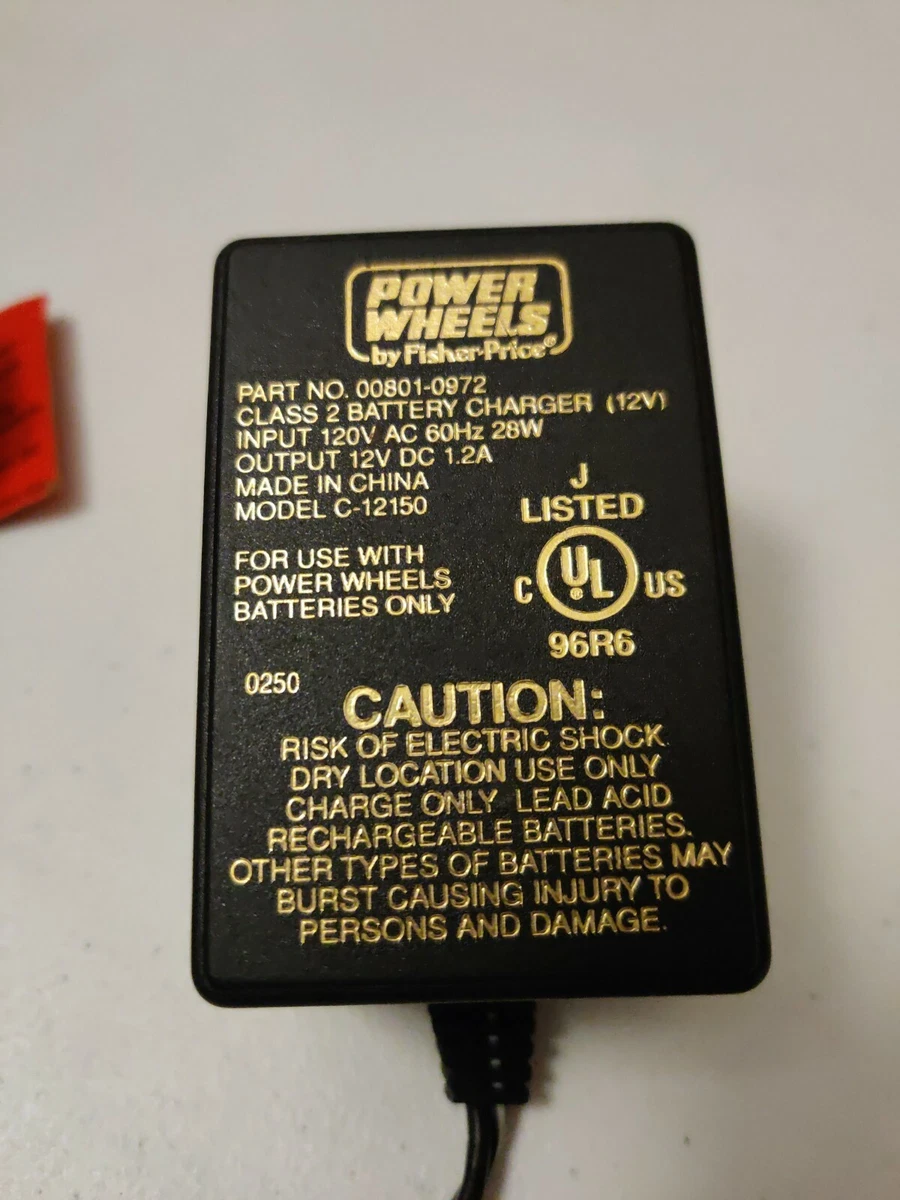 POWER
WHEELS
by Fisher-Price®
PART NO. 00801-0972
CLASS 2 BATTERY CHARGER (12V)
INPUT 120V AC 60Hz 28W
OUTPUT 12V DC 1.2A
MADE IN CHINA
MODEL C-12150
J
LISTED
FOR USE WITH
POWER WHEELS
BATTERIES ONLY
C UL® US
96R6
0250
CAUTION:
RISK OF ELECTRIC SHOCK
DRY LOCATION USE ONLY
CHARGE ONLY LEAD ACID
RECHARGEABLE BATTERIES.
OTHER TYPES OF BATTERIES MAY
BURST CAUSING INJURY TO
PERSONS AND DAMAGE.